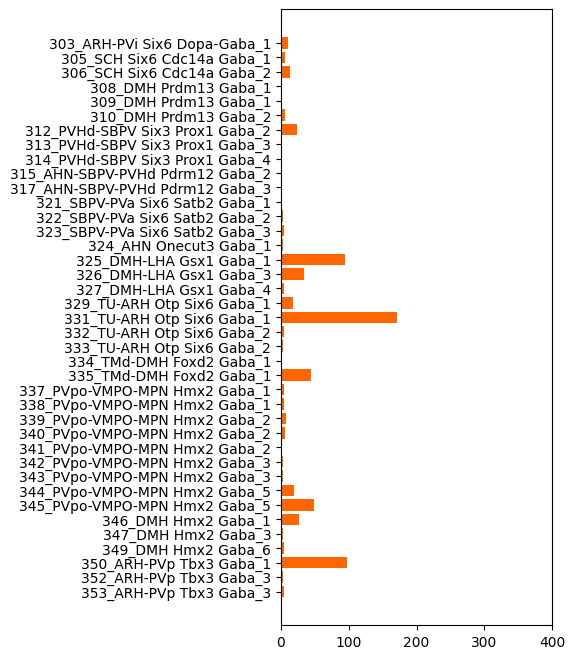 303_ARH-PVi Six6 Dopa-Gaba_1
305_SCH Six6 Cdc14a Gaba_1
306_SCH Six6 Cdc14a Gaba_2
308_DMH Prdm13 Gaba_1
309_DMH Prdm13 Gaba_1
310_DMH Prdm13 Gaba_2
312_PVHd-SBPV Six3 Prox1 Gaba_2
313_PVHd-SBPV Six3 Prox1 Gaba_3
314_PVHd-SBPV Six3 Prox1 Gaba_4
315_AHN-SBPV-PVHd Pdrm12 Gaba_2
317_AHN-SBPV-PVHd Pdrm12 Gaba_3
321_SBPV-PVa Six6 Satb2 Gaba_1
322_SBPV-PVa Six6 Satb2 Gaba_2
323_SBPV-PVa Six6 Satb2 Gaba_3
324_AHN Onecut3 Gaba_1
325_DMH-LHA Gsx1 Gaba_1
326_DMH-LHA Gsx1 Gaba_3
327_DMH-LHA Gsx1 Gaba_4
329_TU-ARH Otp Six6 Gaba_1
331_TU-ARH Otp Six6 Gaba_1
332_TU-ARH Otp Six6 Gaba_2
333_TU-ARH Otp Six6 Gaba_2
334_TMd-DMH Foxd2 Gaba_1
335_TMd-DMH Foxd2 Gaba_1
337_PVpo-VMPO-MPN Hmx2 Gaba_1
338_PVpo-VMPO-MPN Hmx2 Gaba_1
339_PVpo-VMPO-MPN Hmx2 Gaba_2
340_PVpo-VMPO-MPN Hmx2 Gaba_2
341_PVpo-VMPO-MPN Hmx2 Gaba_2
342_PVpo-VMPO-MPN Hmx2 Gaba_3
343_PVpo-VMPO-MPN Hmx2 Gaba_3
344_PVpo-VMPO-MPN Hmx2 Gaba_5
345_PVpo-VMPO-MPN Hmx2 Gaba_5
346_DMH Hmx2 Gaba_1
347_DMH Hmx2 Gaba_3
349_DMH Hmx2 Gaba_6
350_ARH-PVp Tbx3 Gaba_1
352_ARH-PVp Tbx3 Gaba_3
353_ARH-PVp Tbx3 Gaba_3
0 100 200 300 400